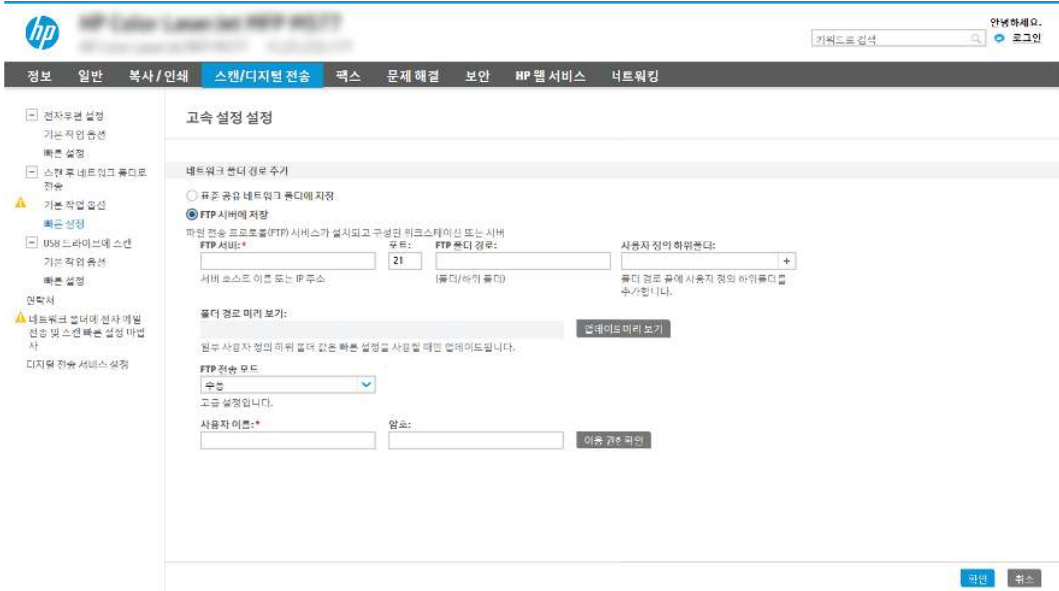 hp
안녕하세요.
키워드로 검색
로그인
정보 일반 복사 / 인쇄 스캔/디지털 전송 팩스 문제 해결 보안 HP 웹 서비스 네트워킹
전자우편 설정
기본 작업 옵션
빠른 설정
스캔 후 네트워크 폴더로
전송
기본 작업 옵션
빠른 설정
USB 드라이브에 스캔
기본 작업 옵션
빠른 설정
연락처
네트워크 폴더에 전자 메일
전송 및 스캔 빠른 설정 마법
사
디지털 전송 서비스 설정
고속 설정 설정
네트워크 폴더 경로 추가
표준 공유 네트워크 폴더에 저장
FTP 서버에 저장
파일 전송 프로토콜(FTP) 서비스가 설치되고 구성된 워크스테이션 또는 서버
FTP 서버:* 포트: FTP 폴더 경로: 사용자 정의 하위폴더:
21 +
서버 호스트 이름 또는 IP 주소 (폴더/하위 폴더) 폴더 경로 끝에 사용자 정의 하위폴더를
추가합니다.
폴더 경로 미리 보기:
업데이트 미리 보기
일부 사용자 정의 하위 폴더 값은 빠른 설정을 사용할 때만 업데이트됩니다.
FTP 전송 모드
수동
고급 설정입니다.
사용자 이름:* 암호:
이용 권한 확인
확인 취소